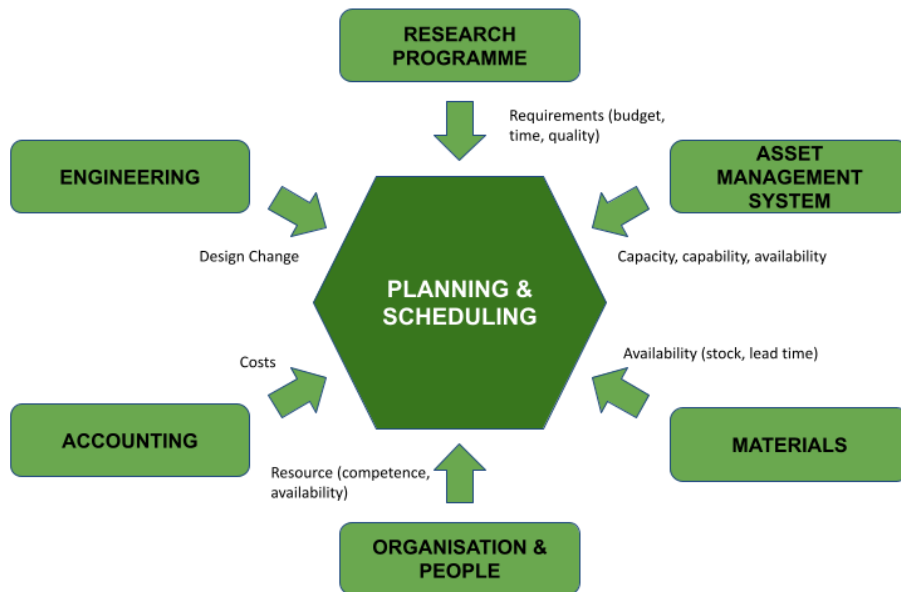 RESEARCH
PROGRAMME
Requirements (budget,
time, quality)
ENGINEERING
ASSET
MANAGEMENT
SYSTEM
Design Change
Capacity, capability, availability
PLANNING &
SCHEDULING
Costs
Availability (stock, lead time)
ACCOUNTING
MATERIALS
Resource (competence,
availability)
ORGANISATION &
PEOPLE